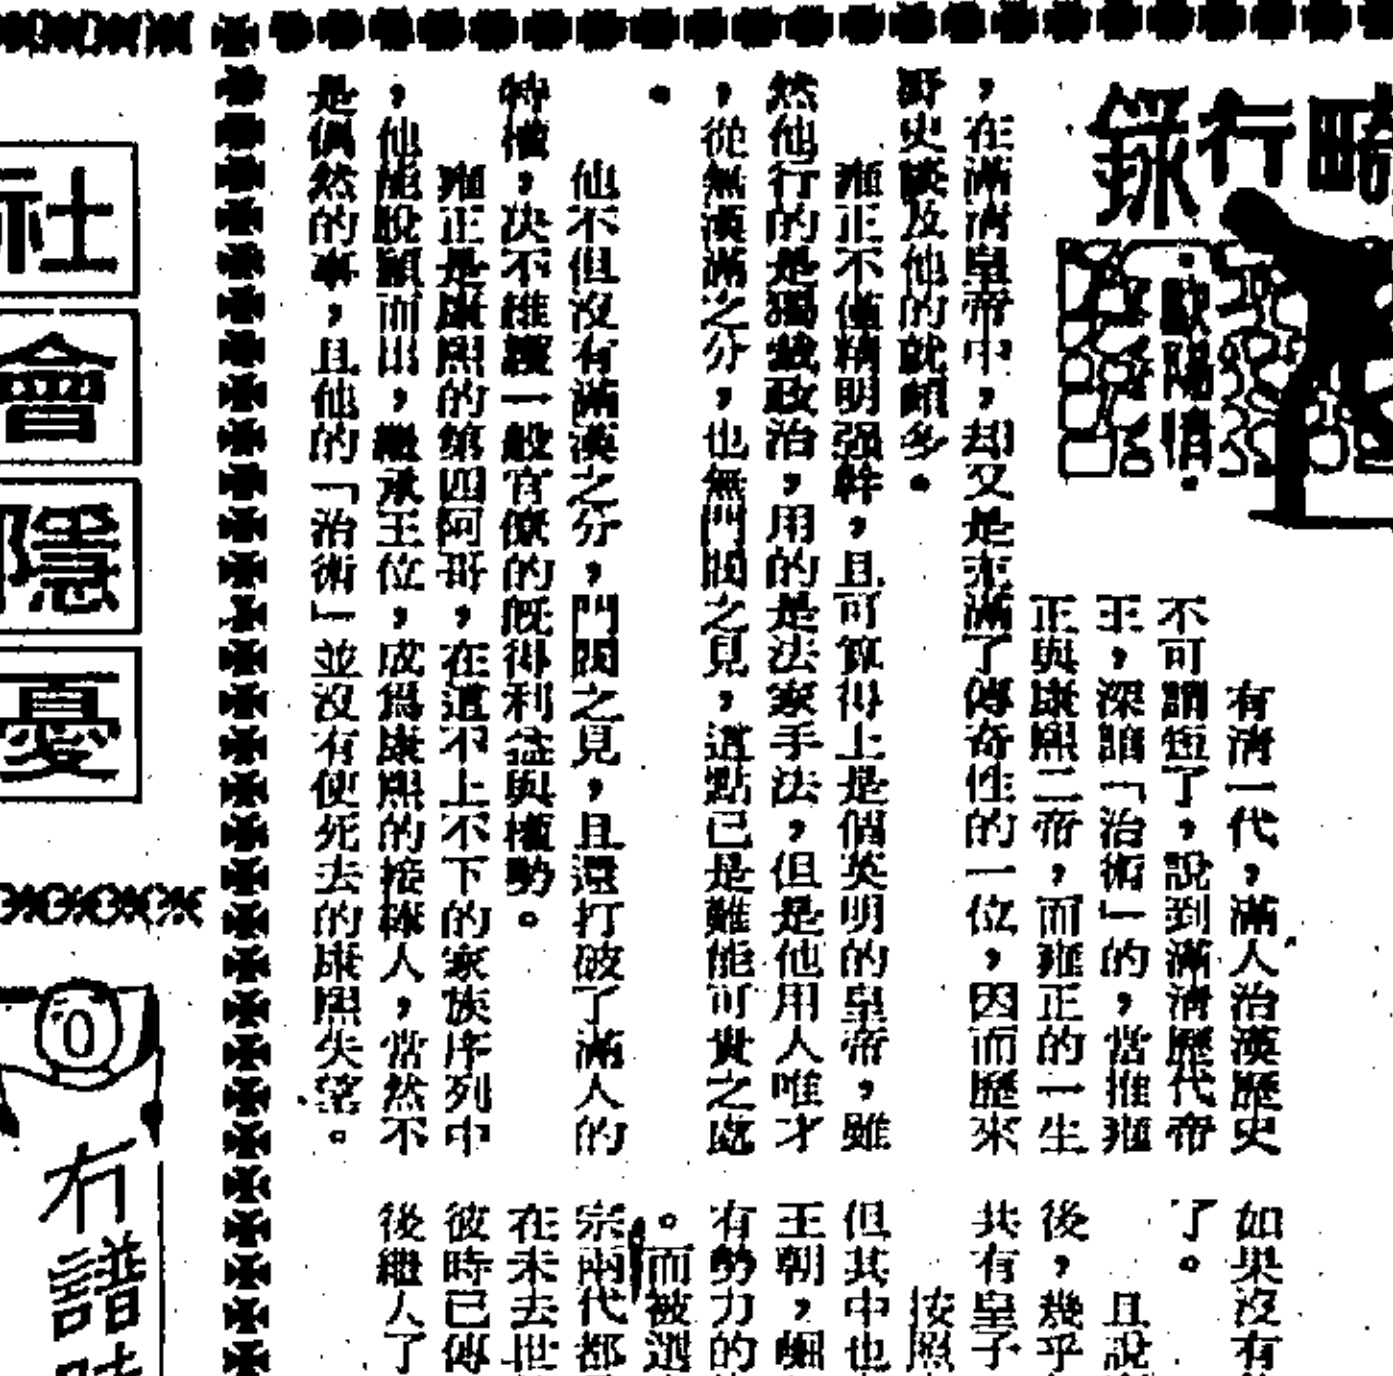 畸行錄
歐陽
有清一代，滿人治漢歷史
不可謂短了，說到滿清歷代帝
王，深諳「治術」的，當推雍
正與康熙二帝，而雍正的一生
，在滿清皇帝中，却又是充滿了傳奇性的一位，因而歷來
野史談及他的就頗多。
雍正不僅精明强幹，且可算得上是個英明的皇帝，雖
然他行的是獨裁政治，用的是法家手法，但是他用人唯才
，從無漢滿之分，也無門閥之見，這點已是難能可貴之處
。
他不但沒有滿漢之分，門閥之見，且還打破了滿人的
特權，决不維護一般官僚的既得利益與權勢。
雍正是康熙的第四阿哥，在這不上不下的家族序列中
，他能脫穎而出，繼承王位，成爲康熙的接棒人，當然不
是偶然的事，且他的「治術」並沒有使死去的康熙失望。
如果沒有
了。
且說
後，幾乎
共有皇子
按照
但其中也
王朝，
有勢力的
。而被
宗兩代都
在未去世
彼時已傳
後繼人了
社會隱憂
冇譜